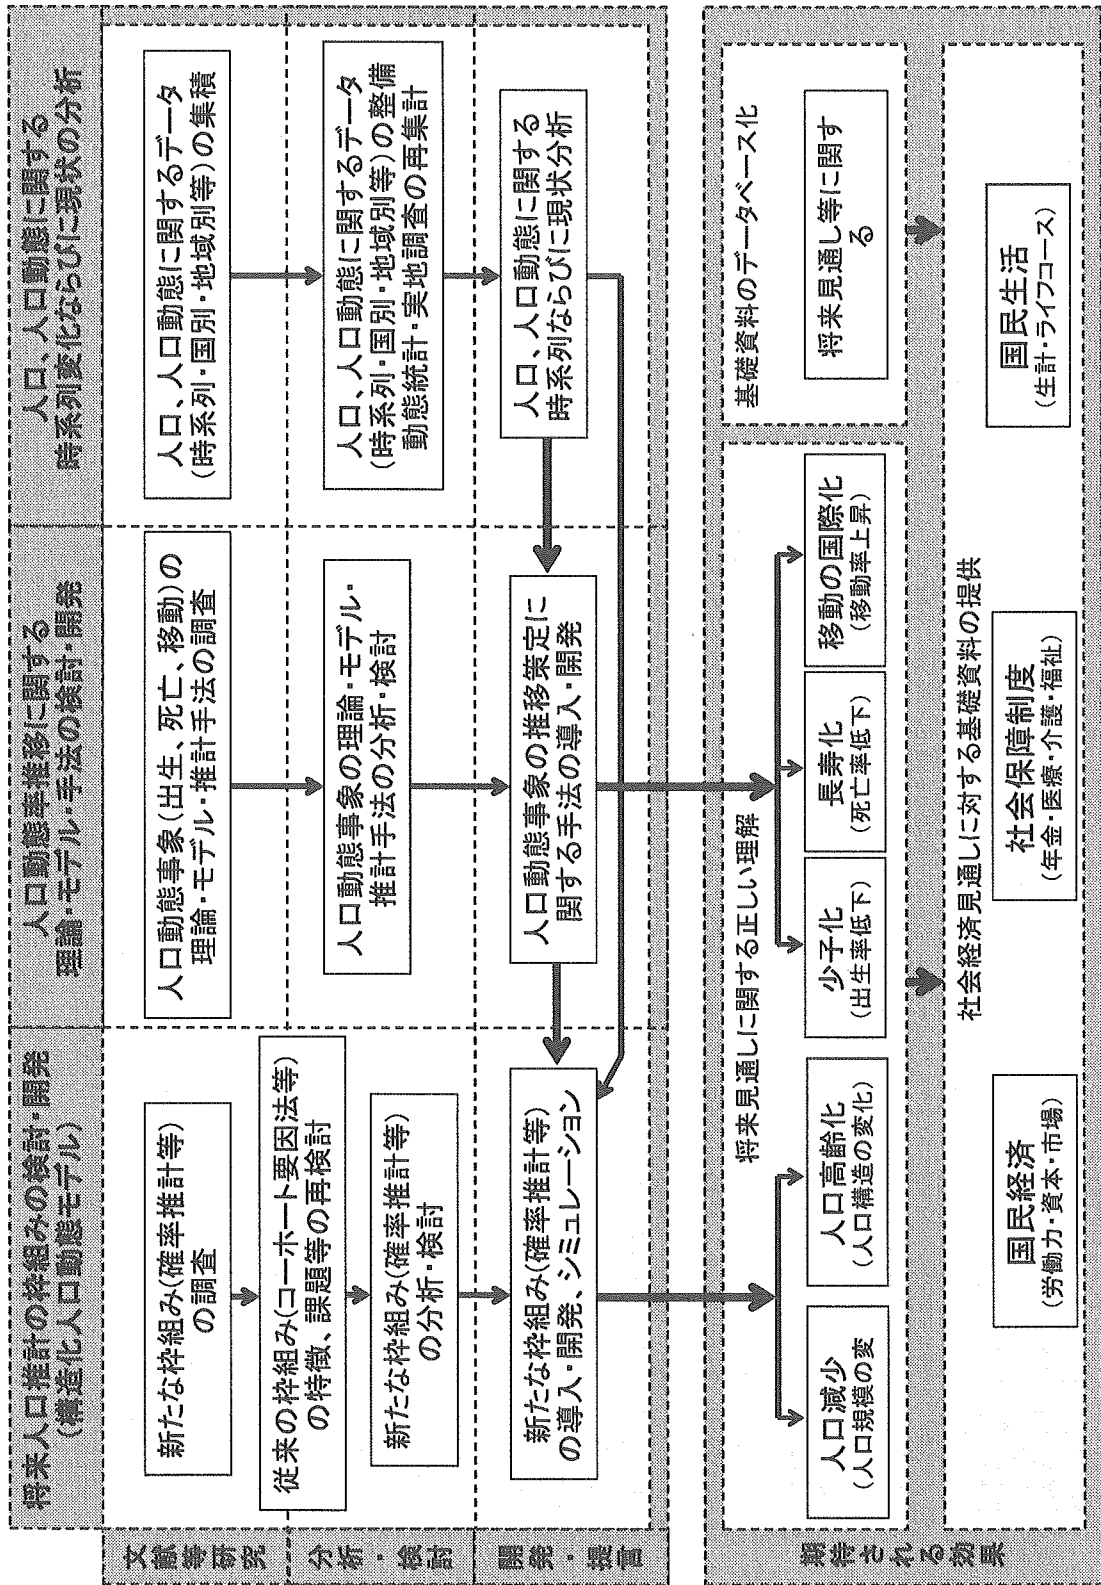 将来人口推計の枠組みの検討・開発
(構造化人口動態モデル)
人口動態率推移に関する
理論・モデル・手法の検討・開発
人口、人口動態に関する
時系列変化ならびに現状の分析
文献等研究
新たな枠組み(確率推計等)
の調査
人口動態事象(出生、死亡、移動)の
理論・モデル・推計手法の調査
人口、人口動態に関するデータ
(時系列・国別・地域別等)の集積
分析・検討
従来の枠組み(コーホート要因法等)
の特徴、課題等の再検討
新たな枠組み(確率推計等)
の分析・検討
人口動態事象の理論・モデル・
推計手法の分析・検討
人口、人口動態に関するデータ
(時系列・国別・地域別等)の整備
動態統計・実地調査の再集計
開発・提言
新たな枠組み(確率推計等)
の導入・開発、シミュレーション
人口動態事象の推移策定に
関する手法の導入・開発
人口、人口動態に関する
時系列ならびに現状分析
期待される効果
将来見通しに関する正しい理解
人口減少
(人口規模の変
人口高齢化
(人口構造の変化)
少子化
(出生率低下)
長寿化
(死亡率低下)
移動の国際化
(移動率上昇)
基礎資料のデータベース化
将来見通し等に関す
る
社会経済見通しに対する基礎資料の提供
国民経済
(労働力・資本・市場)
社会保障制度
(年金・医療・介護・福祉)
国民生活
(生計・ライフコース)